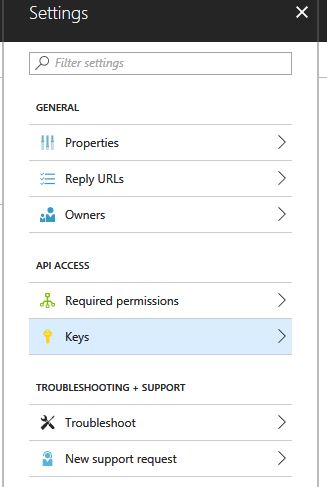 Settings
Filter settings
GENERAL
Properties
Reply URLs
Owners
API ACCESS
Required permissions
Keys
TROUBLESHOOTING + SUPPORT
Troubleshoot
New support request